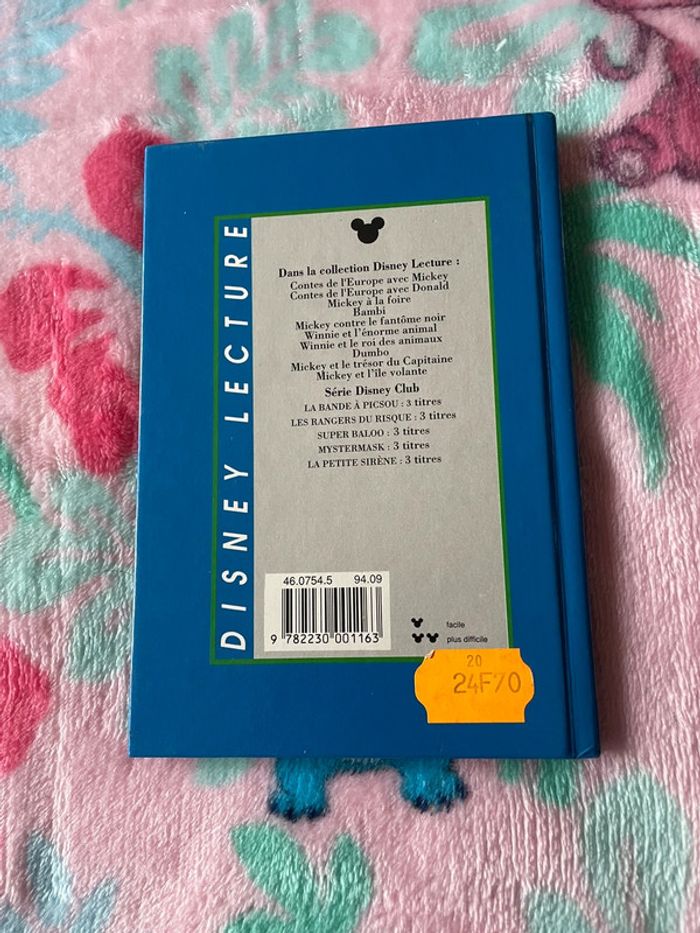 DISNEY LECTURE
Dans la collection Disney Lecture :
Contes de l'Europe avec Mickey
Contes de l'Europe avec Donald
Mickey à la foire
Bambi
Mickey contre le fantôme noir
Winnie et l'énorme animal
Winnie et le roi des animaux
Dumbo
Mickey et le trésor du Capitaine
Mickey et l'île volante
Série Disney Club
LA BANDE À PICSOU : 3 titres
LES RANGERS DU RISQUE : 3 titres
SUPER BALOO : 3 titres
MYSTERMASK : 3 titres
LA PETITE SIRÈNE : 3 titres
46.0754.5 94.09
9 782230 001163
facile
plus difficile
20
24F70